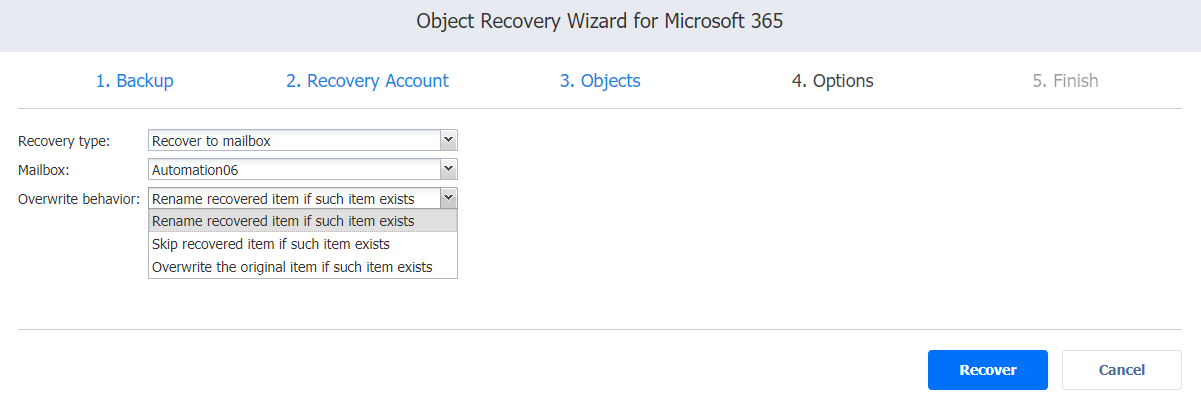 Object Recovery Wizard for Microsoft 365
1. Backup 2. Recovery Account 3. Objects 4. Options 5. Finish
Recovery type: Recover to mailbox
Mailbox: Automation06
Overwrite behavior: Rename recovered item if such item exists
Rename recovered item if such item exists
Skip recovered item if such item exists
Overwrite the original item if such item exists
Recover Cancel